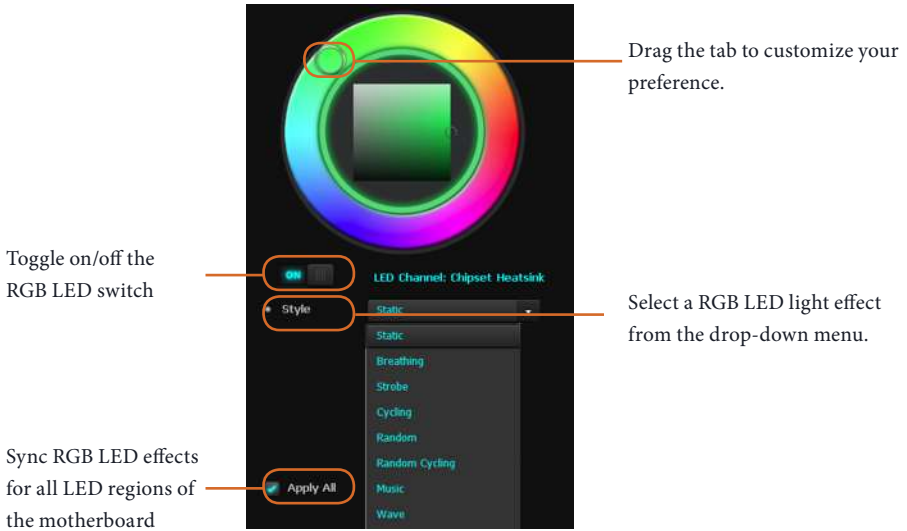 Drag the tab to customize your
preference.
Toggle on/off the
RGB LED switch
ON
LED Channel: Chipset Heatsink
Style
Static
Select a RGB LED light effect
from the drop-down menu.
Static
Breathing
Strobe
Cycling
Random
Random Cycling
Music
Wave
Sync RGB LED effects
for all LED regions of
the motherboard
Apply All